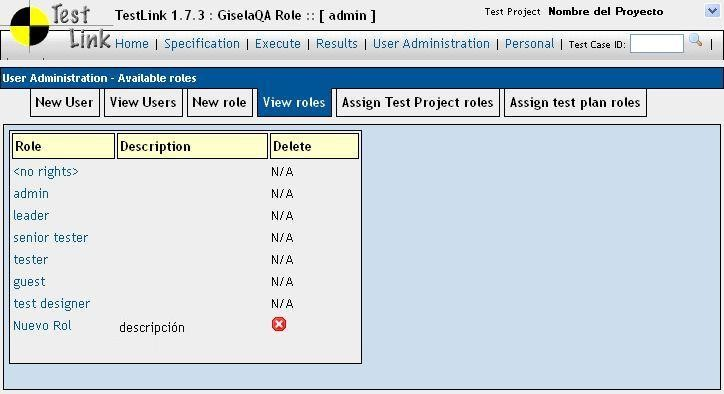 Test Link
TestLink 1.7.3 : GiselaQA Role :: [ admin ]
Test Project Nombre del Proyecto
Home | Specification | Execute | Results | User Administration | Personal | Test Case ID: |
User Administration - Available roles
New User View Users New role View roles Assign Test Project roles Assign test plan roles
Role Description Delete
<no rights> N/A
admin N/A
leader N/A
senior tester N/A
tester N/A
guest N/A
test designer N/A
Nuevo Rol descripción